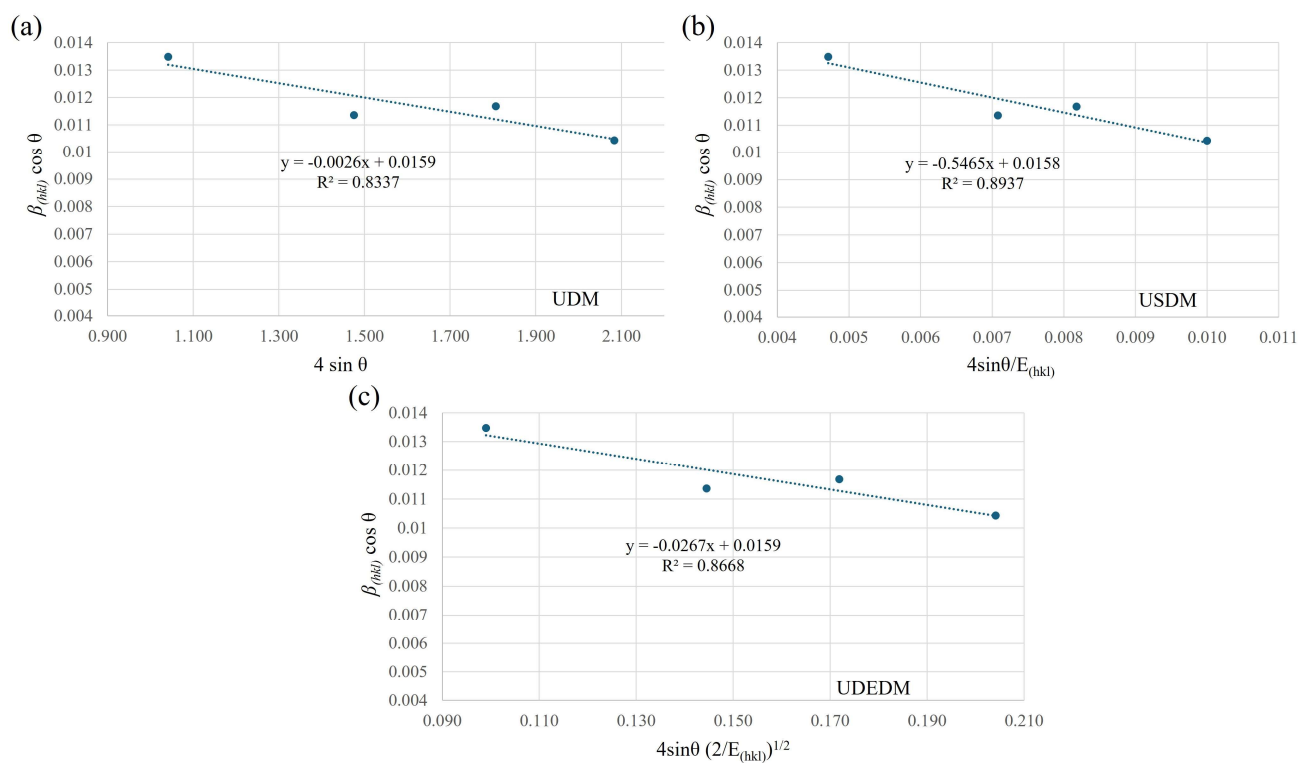 (a)
0.014
0.013
0.012
0.011
0.01
0.009
0.008
0.007
0.006
0.005
0.004
β(hkl) cos θ
y = -0.0026x + 0.0159
R² = 0.8337
UDM
0.900 1.100 1.300 1.500 1.700 1.900 2.100
4 sin θ
(b)
0.014
0.013
0.012
0.011
0.01
0.009
0.008
0.007
0.006
0.005
0.004
β(hkl) cos θ
y = -0.5465x + 0.0158
R² = 0.8937
USDM
0.004 0.005 0.006 0.007 0.008 0.009 0.010 0.011
4sinθ/E(hkl)
(c)
0.014
0.013
0.012
0.011
0.01
0.009
0.008
0.007
0.006
0.005
0.004
β(hkl) cos θ
y = -0.0267x + 0.0159
R² = 0.8668
UDEDM
0.090 0.110 0.130 0.150 0.170 0.190 0.210
4sinθ (2/E(hkl))1/2